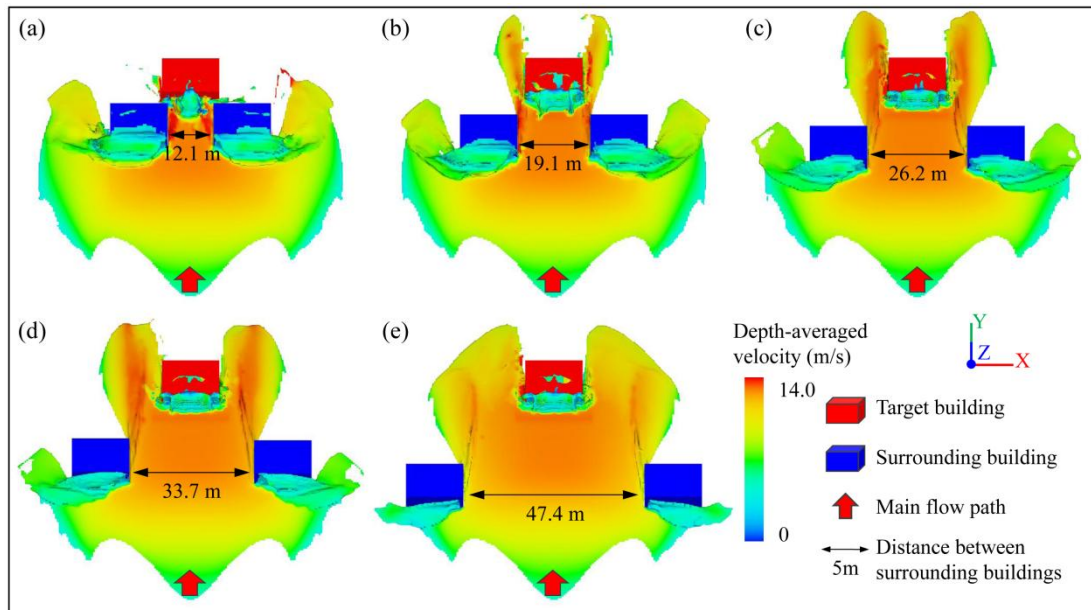 (a)
12.1 m
(b)
19.1 m
(c)
26.2 m
(d)
33.7 m
(e)
47.4 m
Depth-averaged
velocity (m/s)
14.0
0
Y
Z
X
Target building
Surrounding building
Main flow path
5m
Distance between
surrounding buildings